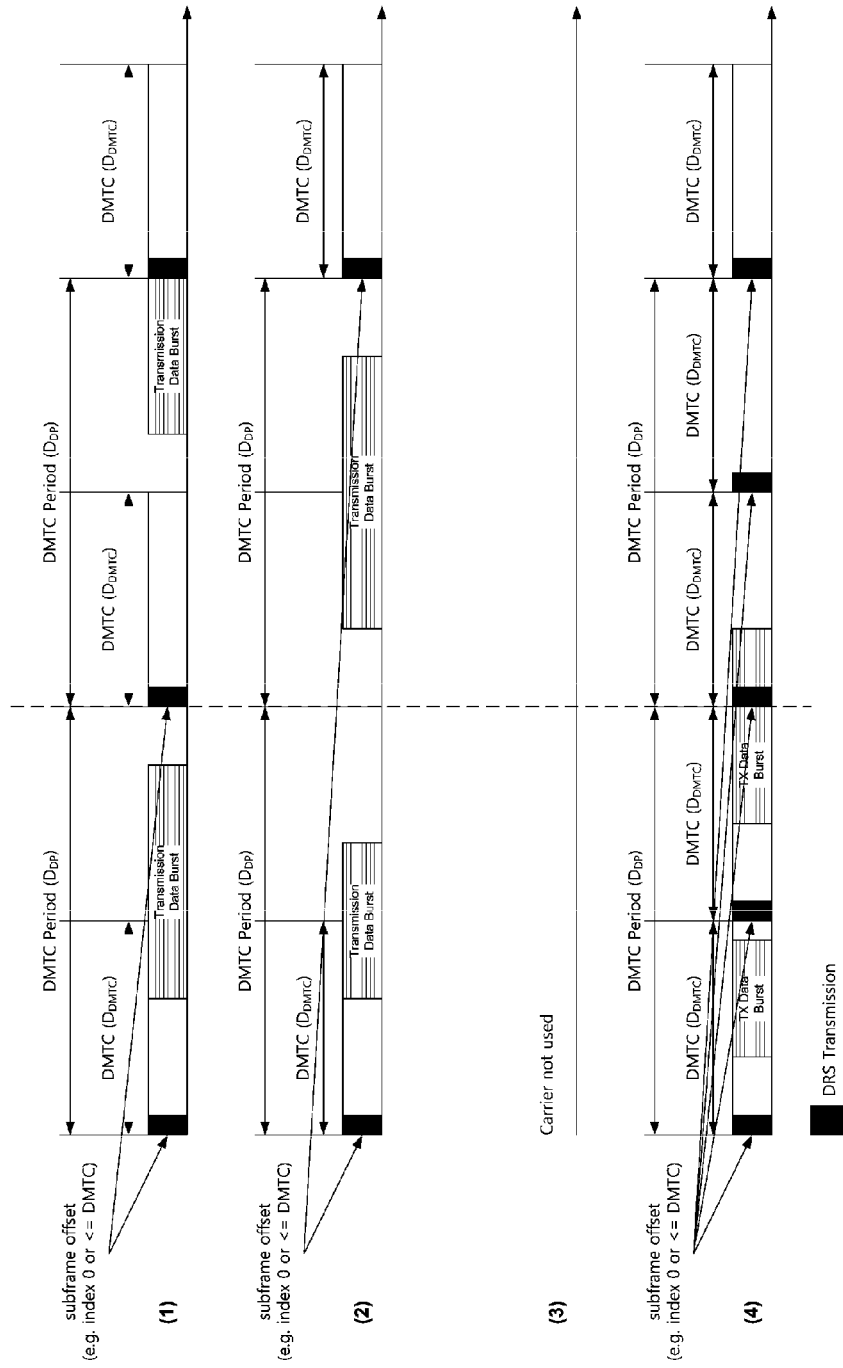 subframe offset
(e.g. index 0 or <= DMTC)
(1)
DMTC Period (DDP)
DMTC Period (DDP)
DMTC (DDMTC)
DMTC (DDMTC)
DMTC (DDMTC)
Transmission
Data Burst
Transmission
Data Burst
subframe offset
(e.g. index 0 or <= DMTC)
(2)
DMTC Period (DDP)
DMTC Period (DDP)
DMTC (DDMTC)
DMTC (DDMTC)
Transmission
Data Burst
Transmission
Data Burst
(3)
Carrier not used
subframe offset
(e.g. index 0 or <= DMTC)
(4)
DMTC Period (DDP)
DMTC Period (DDP)
DMTC (DDMTC)
DMTC (DDMTC)
DMTC (DDMTC)
DMTC (DDMTC)
DMTC (DDMTC)
TX Data
Burst
TX Data
Burst
DRS Transmission